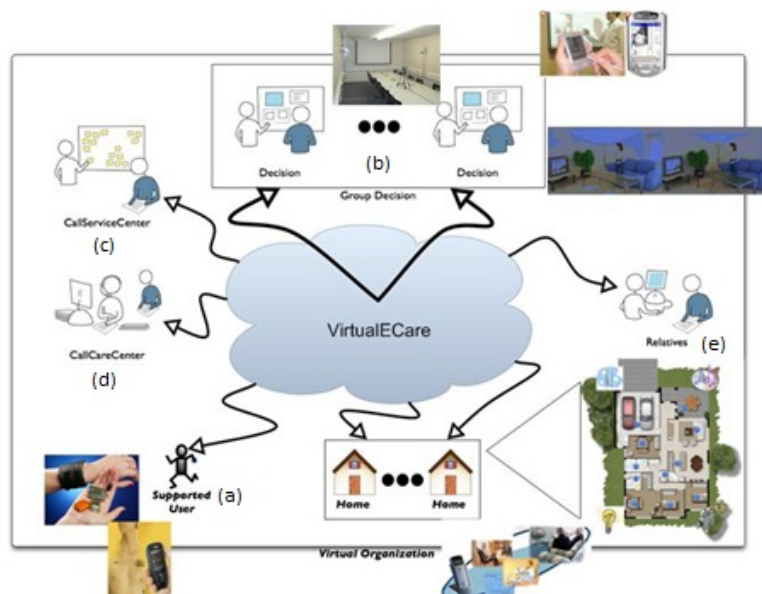 (b)
Decision
Decision
Group Decision
CallServiceCenter
(c)
VirtualECare
Relatives
(e)
CallCareCenter
(d)
Supported
User
(a)
Home
Home
Virtual Organization